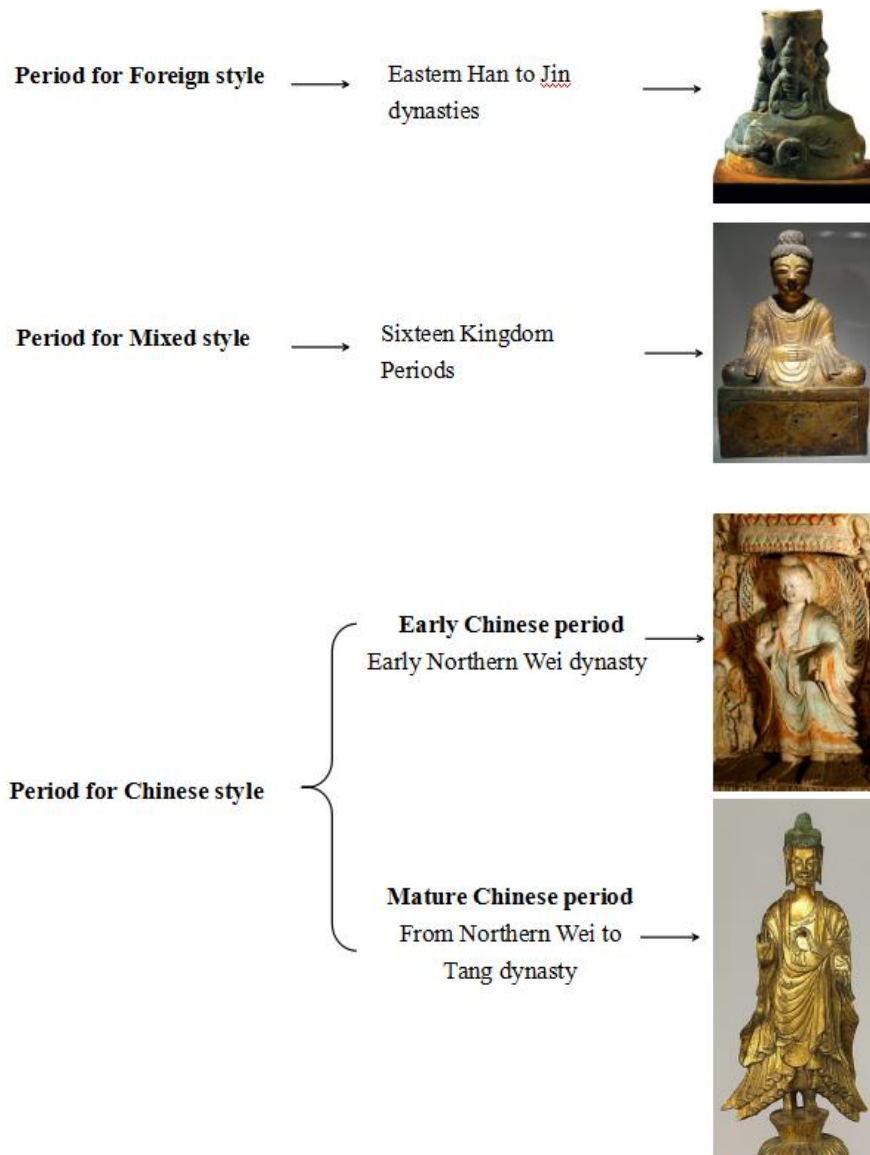 Period for Foreign style
Eastern Han to Jin
dynasties
Period for Mixed style
Sixteen Kingdom
Periods
Period for Chinese style
Early Chinese period
Early Northern Wei dynasty
Mature Chinese period
From Northern Wei to
Tang dynasty